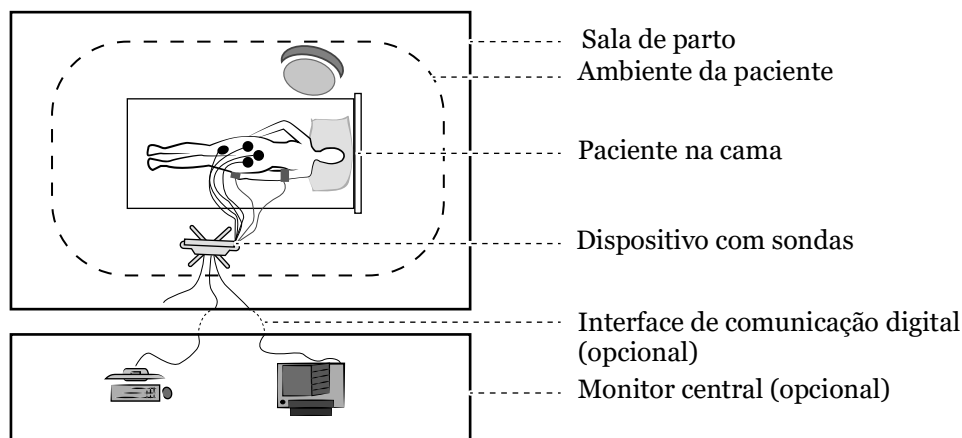 Sala de parto
Ambiente da paciente
Paciente na cama
Dispositivo com sondas
Interface de comunicação digital
(opcional)
Monitor central (opcional)